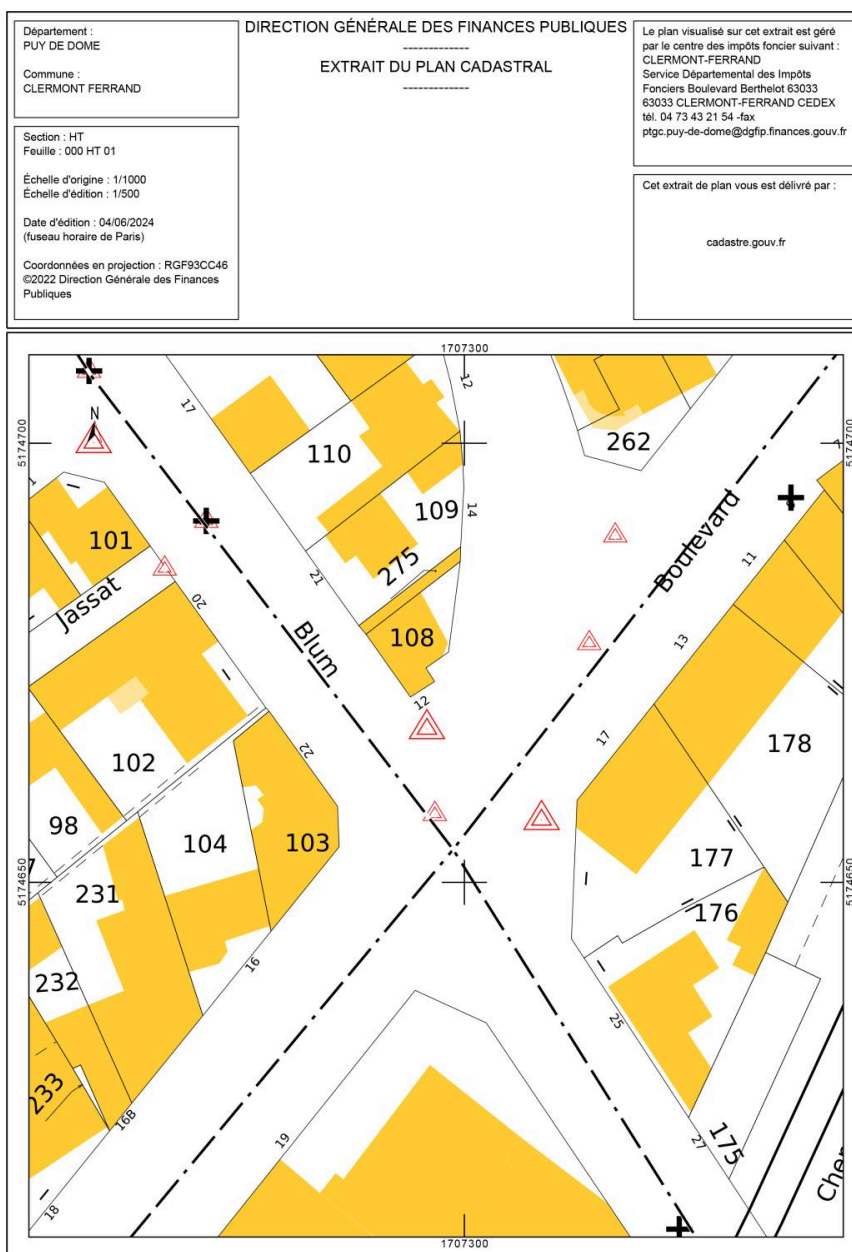 Département :
PUY DE DOME
Commune :
CLERMONT FERRAND
Section : HT
Feuille : 000 HT 01
Échelle d'origine : 1/1000
Échelle d'édition : 1/500
Date d'édition : 04/06/2024
(fuseau horaire de Paris)
Coordonnées en projection : RGF93CC46
©2022 Direction Générale des Finances
Publiques
DIRECTION GÉNÉRALE DES FINANCES PUBLIQUES
-------------
EXTRAIT DU PLAN CADASTRAL
-------------
Le plan visualisé sur cet extrait est géré
par le centre des impôts foncier suivant :
CLERMONT-FERRAND
Service Départemental des Impôts
Fonciers Boulevard Berthelot 63033
63033 CLERMONT-FERRAND CEDEX
tél. 04 73 43 21 54 -fax
ptgc.puy-de-dome@dgfip.finances.gouv.fr
Cet extrait de plan vous est délivré par :
cadastre.gouv.fr
1707300
12
17
N
5174700
5174700
110
262
7
1
109
14
Boulevard
101
275
11
21
Jassat
20
Blum
108
13
12
17
22
178
102
98
104
103
177
5174650
5174650
231
176
232
16
25
233
16B
19
27
175
18
1707300